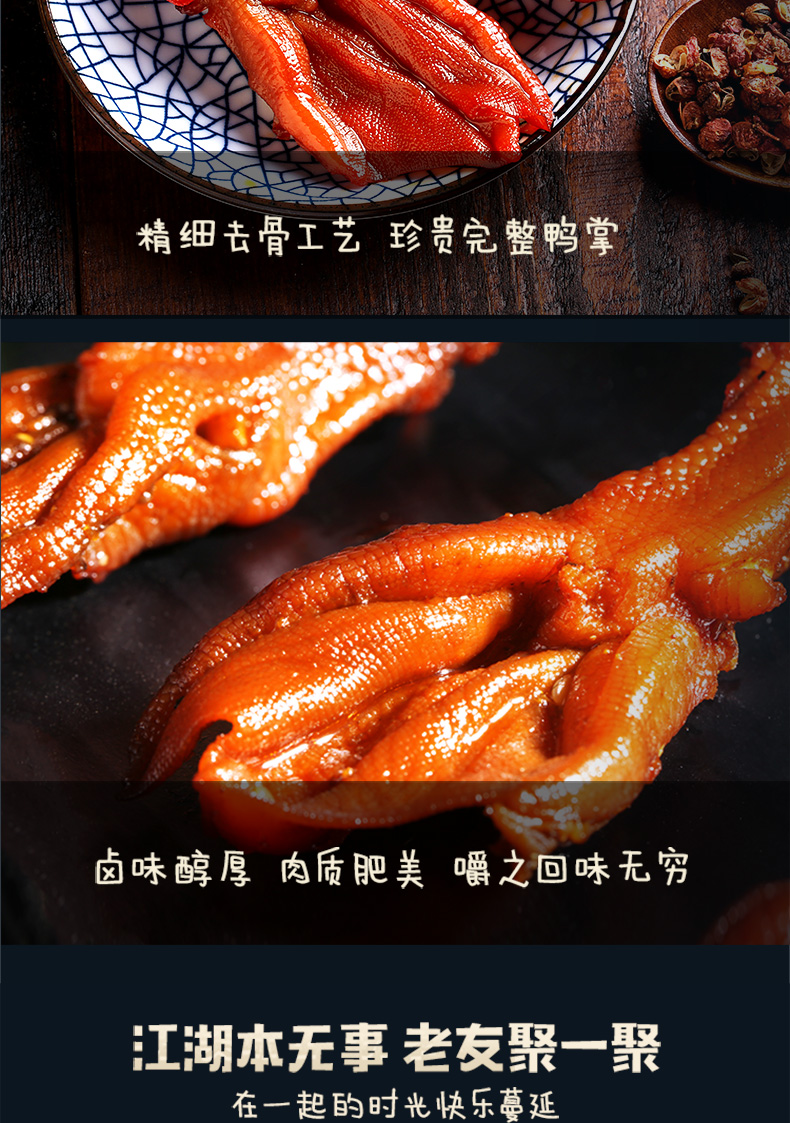 精细去骨工艺 珍贵完整鸭掌
卤味醇厚 肉质肥美 嚼之回味无穷
江湖本无事 老友聚一聚
在一起的时光快乐蔓延